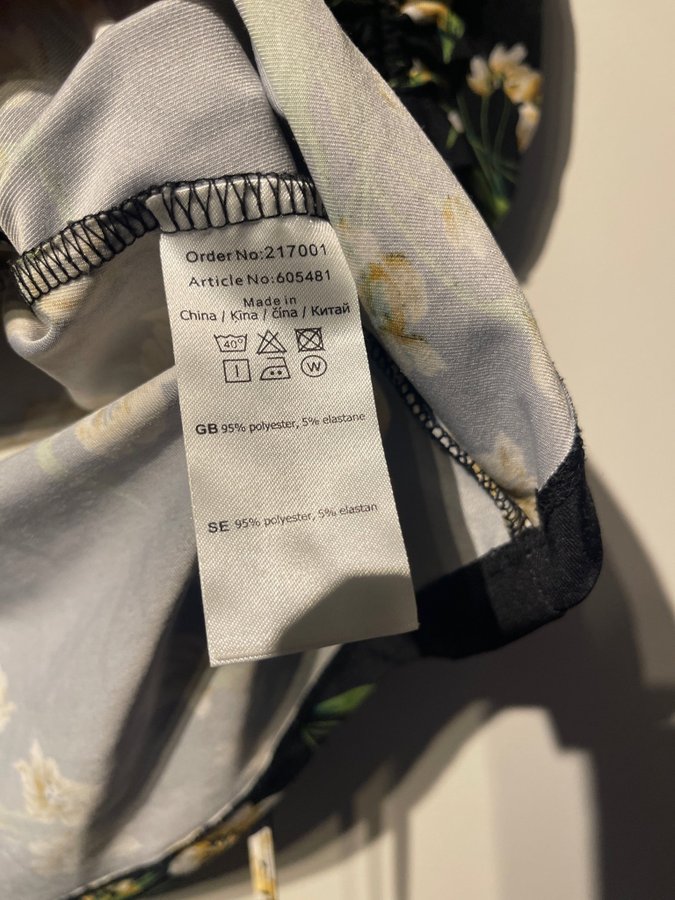 Order No:217001
Article No:605481
Made in
China / Ķīna / čína / Китай
40°
W
GB 95% polyester, 5% elastane
SE 95% polyester, 5% elastan